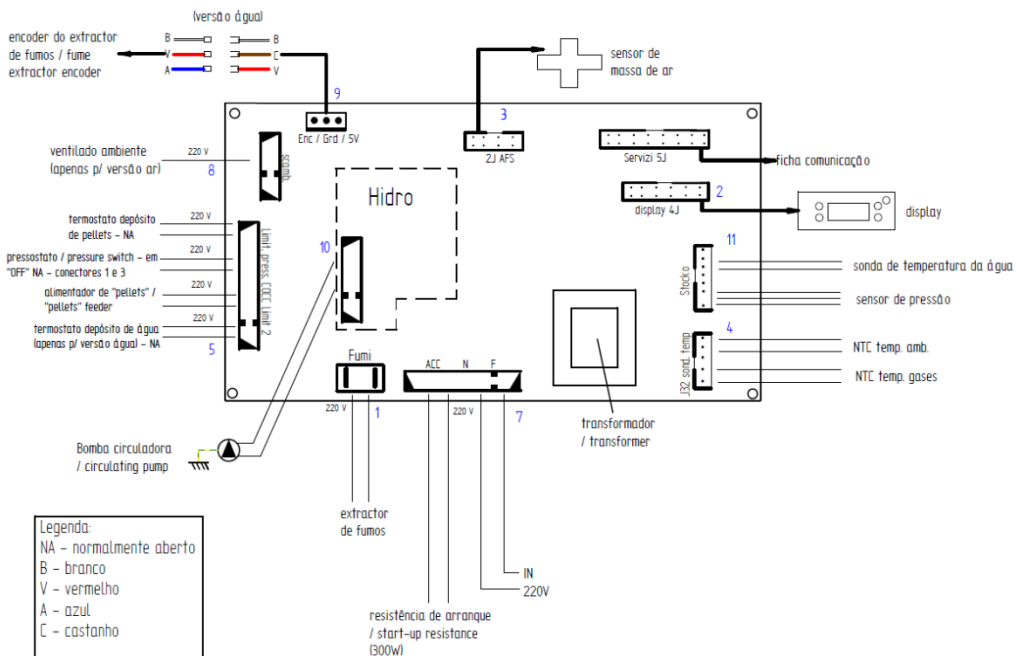 (versão água)
encoder do extractor
de fumos / fume
extractor encoder
B
V
A
B
C
V
9
Enc / Grd / 5V
sensor de
massa de ar
3
2J AFS
Servizi 5J
ficha comunicação
2
display 4J
display
ventilado ambiente
(apenas p/ versão ar)
220 V
8
scamb.
Hidro
10
termostato depósito
de pellets - NA
220 V
pressostato / pressure switch - em
"OFF" NA - conectores 1 e 3
220 V
alimentador de "pellets" /
"pellets" feeder
220 V
termostato depósito de água
(apenas p/ versão água) - NA
220 V
5
Limit. press. COCC. Limit 2
11
Stocko
sonda de temperatura da água
sensor de pressão
4
J32 sond. temp
NTC temp. amb.
NTC temp. gases
Fumi
220 V
1
ACC
N
F
220 V
7
transformador
/ transformer
Bomba circuladora
/ circulating pump
extractor
de fumos
IN
220V
resistência de arranque
/ start-up resistance
(300W)
Legenda:
NA - normalmente aberto
B - branco
V - vermelho
A - azul
C - castanho